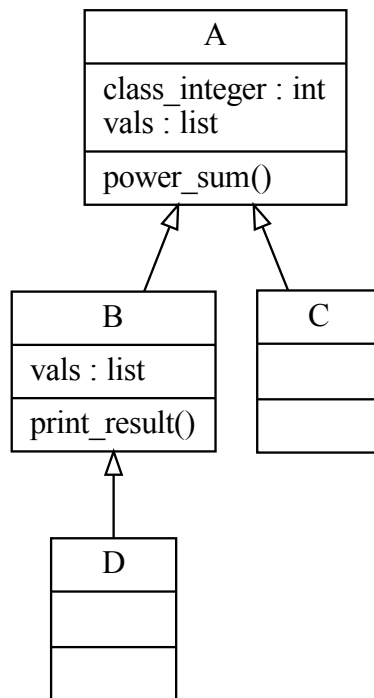 A
class_integer : int
vals : list
power_sum()
B
vals : list
print_result()
C
D